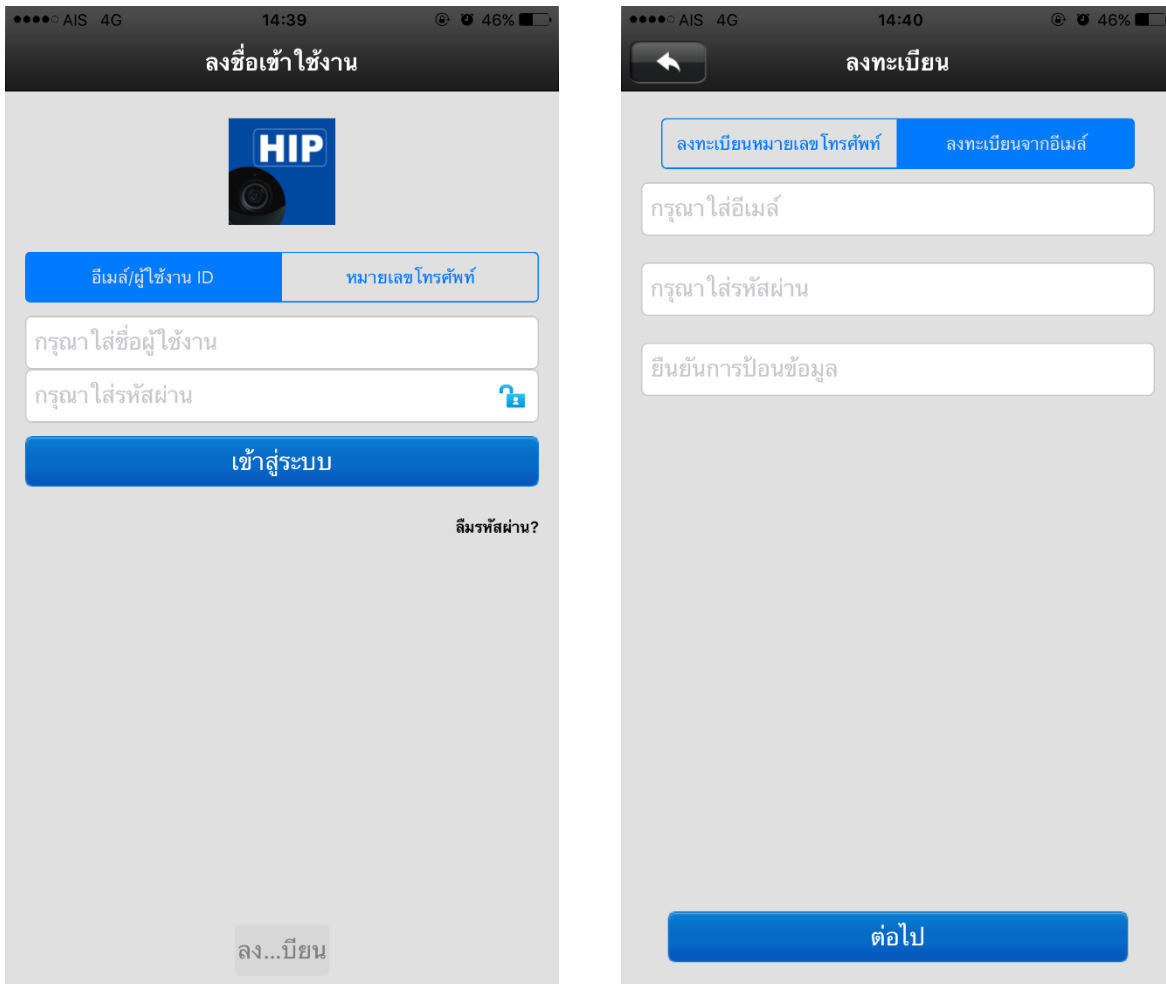 AIS 4G 14:39 46%
ลงชื่อเข้าใช้งาน
HIP
อีเมล์/ผู้ใช้งาน ID หมายเลขโทรศัพท์
กรุณาใส่ชื่อผู้ใช้งาน
กรุณาใส่รหัสผ่าน
เข้าสู่ระบบ
ลืมรหัสผ่าน?
ลง...บียน
AIS 4G 14:40 46%
ลงทะเบียน
ลงทะเบียนหมายเลขโทรศัพท์ ลงทะเบียนจากอีเมล์
กรุณาใส่อีเมล์
กรุณาใส่รหัสผ่าน
ยืนยันการป้อนข้อมูล
ต่อไป